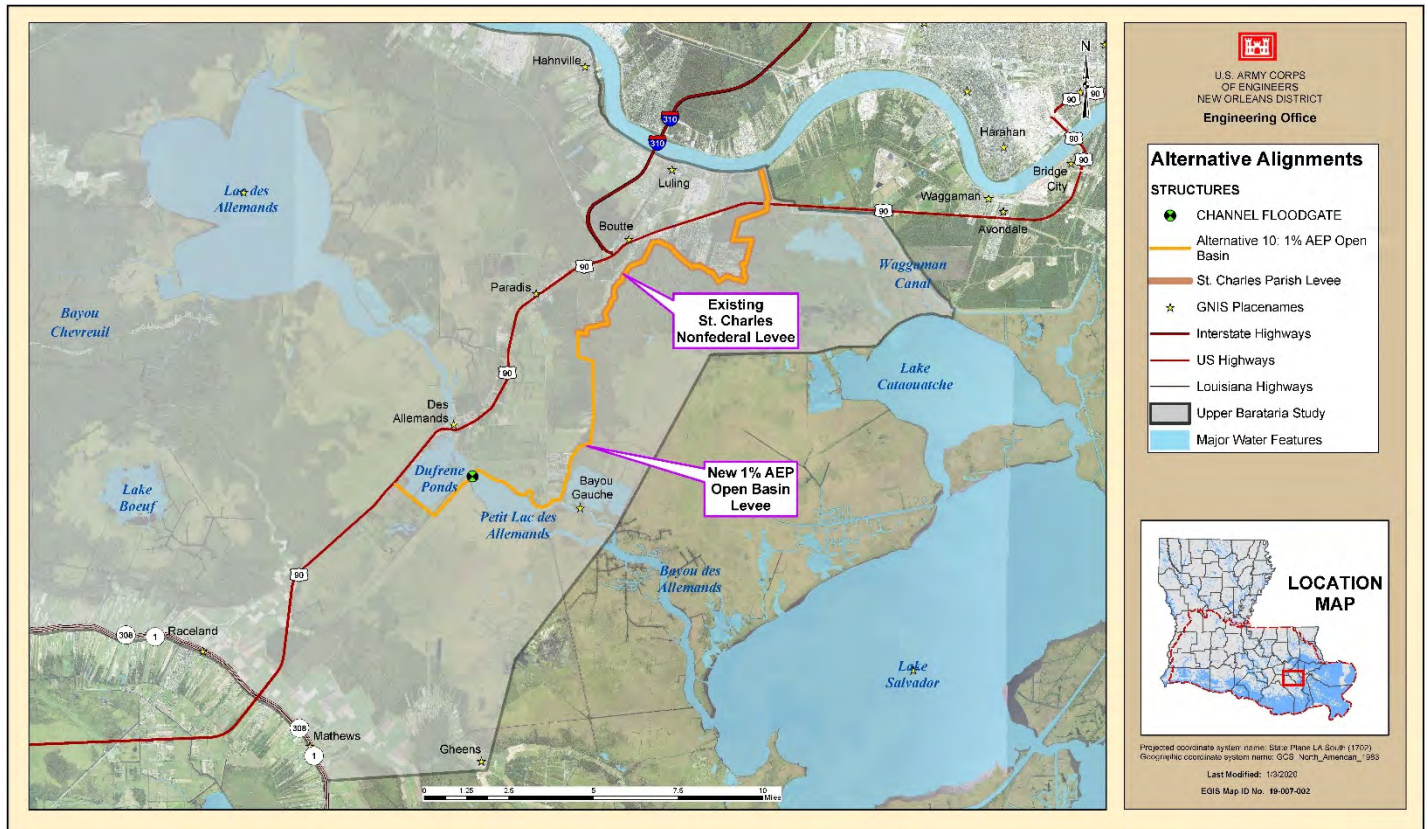 Hahnville
N
310
310
90
90
90
90
Harahan
Bridge
City
Luling
Waggaman
Avondale
90
Lac des
Allemands
Boutte
90
Waggaman
Canal
Paradis
Existing
St. Charles
Nonfederal Levee
Bayou
Chevreuil
90
Lake
Cataouatche
Des
Allemands
New 1% AEP
Open Basin
Levee
Dufrene
Ponds
Bayou
Gauche
Lake
Boeuf
Petit Lac des
Allemands
90
Bayou des
Allemands
308
1
Raceland
Lake
Salvador
308
Mathews
1
Gheens
0 1.25 2.5 5 7.5 10
Miles
U.S. ARMY CORPS
OF ENGINEERS
NEW ORLEANS DISTRICT
Engineering Office
Alternative Alignments
STRUCTURES
CHANNEL FLOODGATE
Alternative 10: 1% AEP Open
Basin
St. Charles Parish Levee
GNIS Placenames
Interstate Highways
US Highways
Louisiana Highways
Upper Barataria Study
Major Water Features
LOCATION
MAP
Projected coordinate system name: State Plane LA South (1702)
Geographic coordinate system name: GCS North_American_1983
Last Modified: 1/3/2020
EGIS Map ID No. 19-007-002